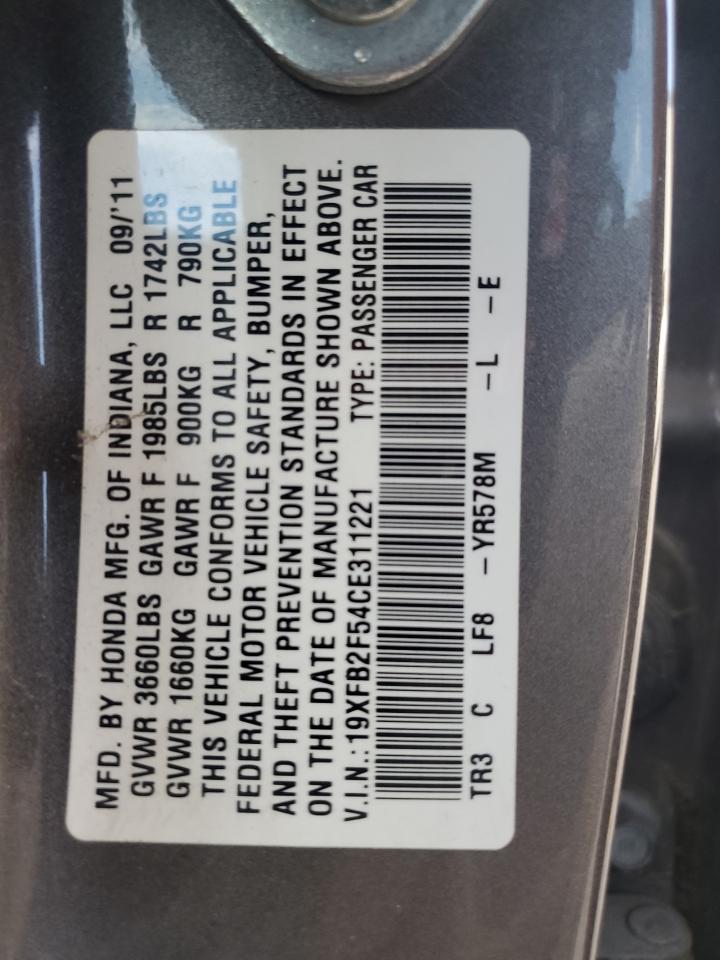 MFD. BY HONDA MFG. OF INDIANA, LLC 09/'11
GVWR 3660LBS GAWR F 1985LBS R 1742LBS
GVWR 1660KG GAWR F 900KG R 790KG
THIS VEHICLE CONFORMS TO ALL APPLICABLE
FEDERAL MOTOR VEHICLE SAFETY, BUMPER,
AND THEFT PREVENTION STANDARDS IN EFFECT
ON THE DATE OF MANUFACTURE SHOWN ABOVE.
V.I.N.: 19XFB2F54CE311221 TYPE: PASSENGER CAR
TR3 C LF8 -YR578M -L -E